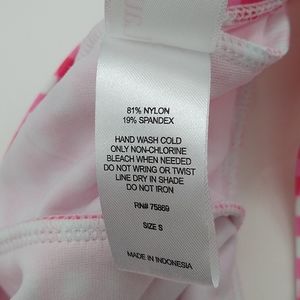 81% NYLON
19% SPANDEX
HAND WASH COLD
ONLY NON-CHLORINE
BLEACH WHEN NEEDED
DO NOT WRING OR TWIST
LINE DRY IN SHADE
DO NOT IRON
RN# 75869
SIZE S
MADE IN INDONESIA